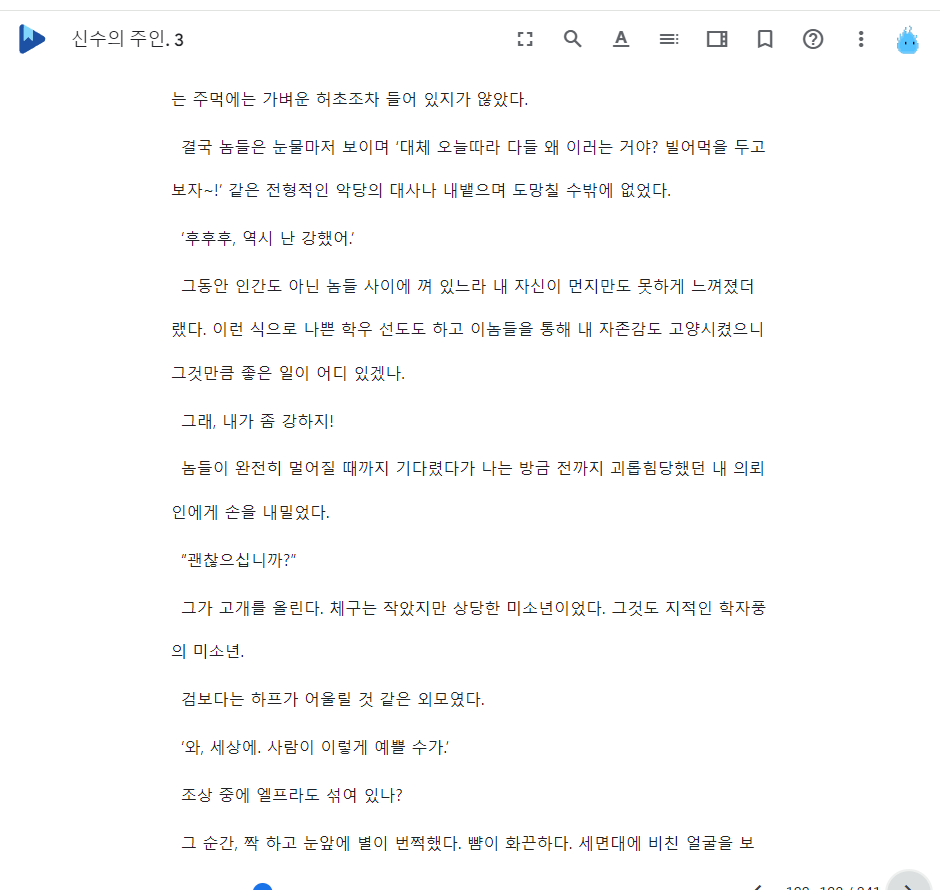 신수의 주인. 3
는 주먹에는 가벼운 허초조차 들어 있지가 않았다.
결국 놈들은 눈물마저 보이며 ‘대체 오늘따라 다들 왜 이러는 거야? 빌어먹을 두고
보자~!’ 같은 전형적인 악당의 대사나 내뱉으며 도망칠 수밖에 없었다.
‘후후후, 역시 난 강했어.’
그동안 인간도 아닌 놈들 사이에 껴 있느라 내 자신이 먼지만도 못하게 느껴졌더
랬다. 이런 식으로 나쁜 학우 선도도 하고 이놈들을 통해 내 자존감도 고양시켰으니
그것만큼 좋은 일이 어디 있겠나.
그래, 내가 좀 강하지!
놈들이 완전히 멀어질 때까지 기다렸다가 나는 방금 전까지 괴롭힘당했던 내 의뢰
인에게 손을 내밀었다.
“괜찮으십니까?”
그가 고개를 올린다. 체구는 작았지만 상당한 미소년이었다. 그것도 지적인 학자풍
의 미소년.
검보다는 하프가 어울릴 것 같은 외모였다.
‘와, 세상에. 사람이 이렇게 예쁠 수가.’
조상 중에 엘프라도 섞여 있나?
그 순간, 짝 하고 눈앞에 별이 번쩍했다. 뺨이 화끈하다. 세면대에 비친 얼굴을 보